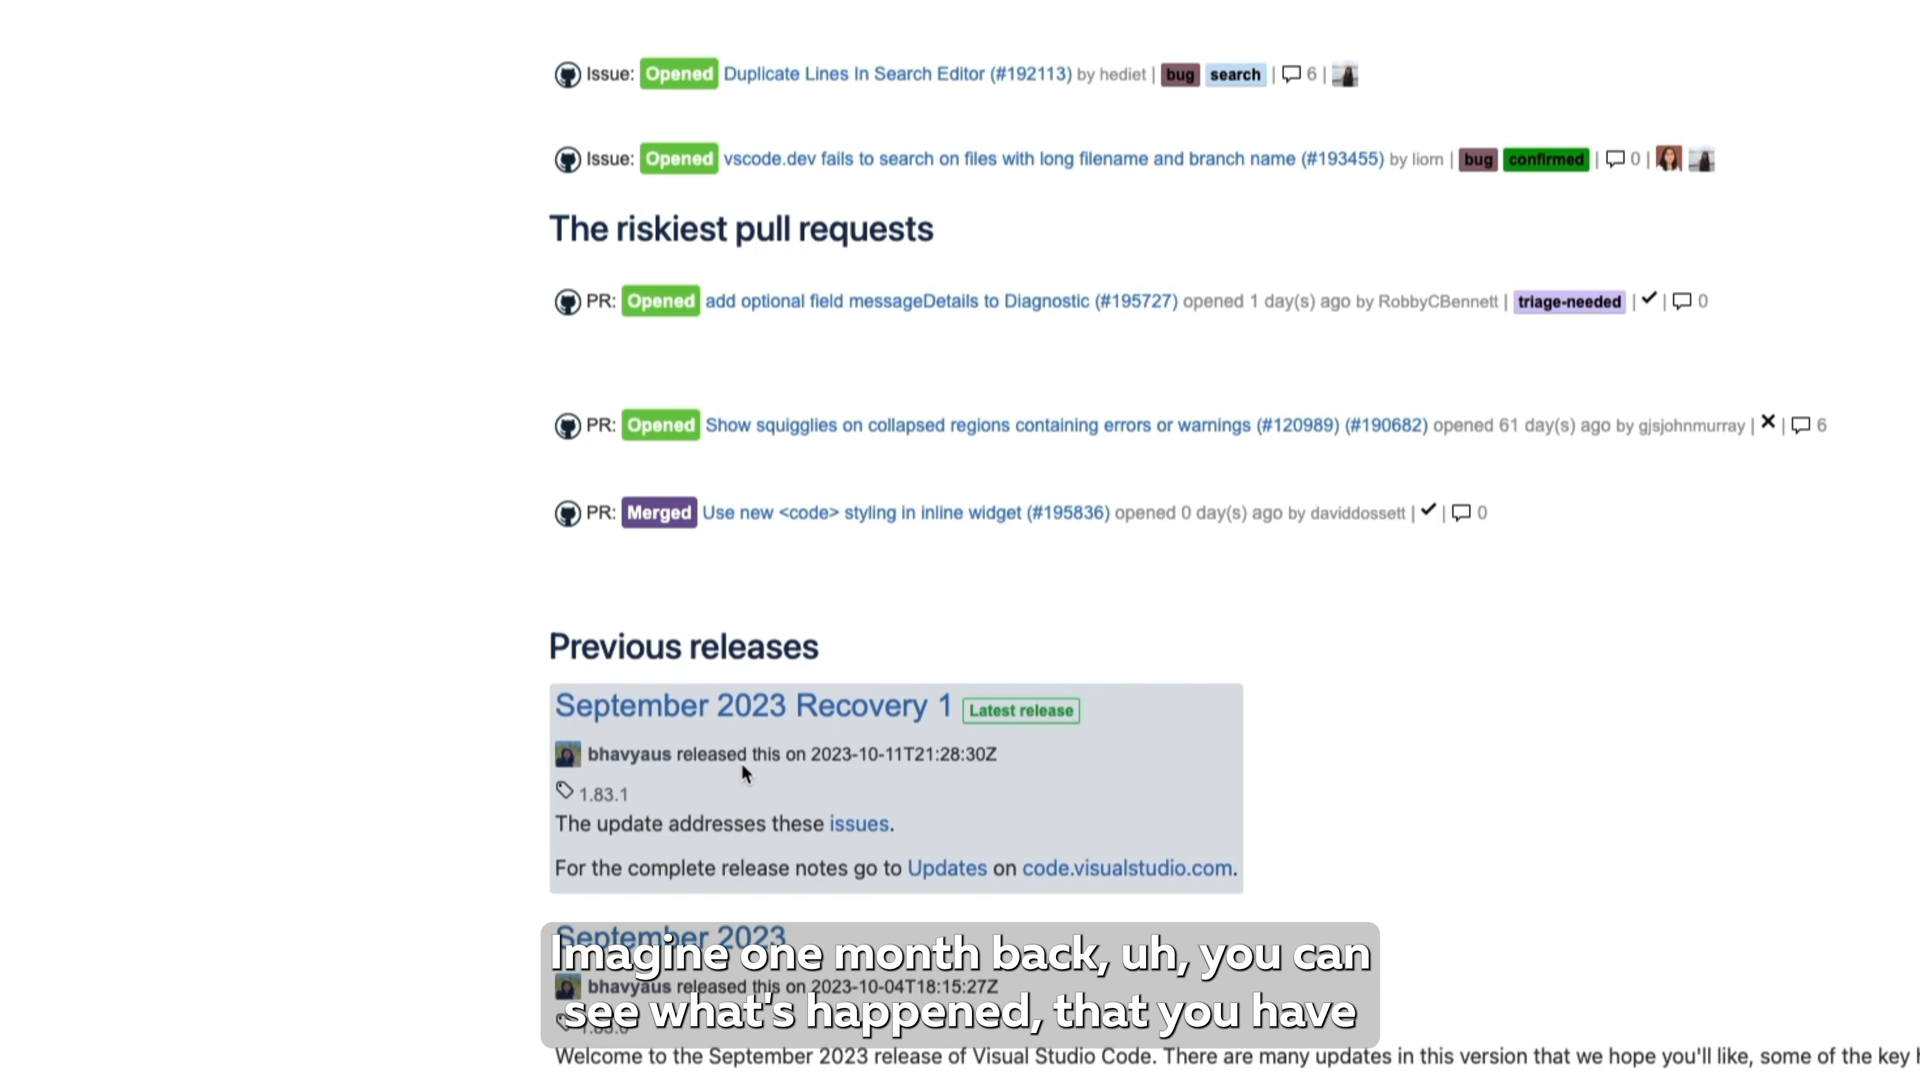 Issue: Opened Duplicate Lines In Search Editor (#192113) by hediet | bug search | 6 |
Issue: Opened vscode.dev fails to search on files with long filename and branch name (#193455) by liorn | bug confirmed | 0 |
The riskiest pull requests
PR: Opened add optional field messageDetails to Diagnostic (#195727) opened 1 day(s) ago by RobbyCBennett | triage-needed | ✓ | 0
PR: Opened Show squigglies on collapsed regions containing errors or warnings (#120989) (#190682) opened 61 day(s) ago by gjsjohnmurray | ✕ | 6
PR: Merged Use new <code> styling in inline widget (#195836) opened 0 day(s) ago by daviddossett | ✓ | 0
Previous releases
September 2023 Recovery 1 Latest release
bhavyaus released this on 2023-10-11T21:28:30Z
1.83.1
The update addresses these issues.
For the complete release notes go to Updates on code.visualstudio.com.
September 2023
Imagine one month back, uh, you can
bhavyaus released this on 2023-10-04T18:15:27Z
see what's happened, that you have
Welcome to the September 2023 release of Visual Studio Code. There are many updates in this version that we hope you'll like, some of the key